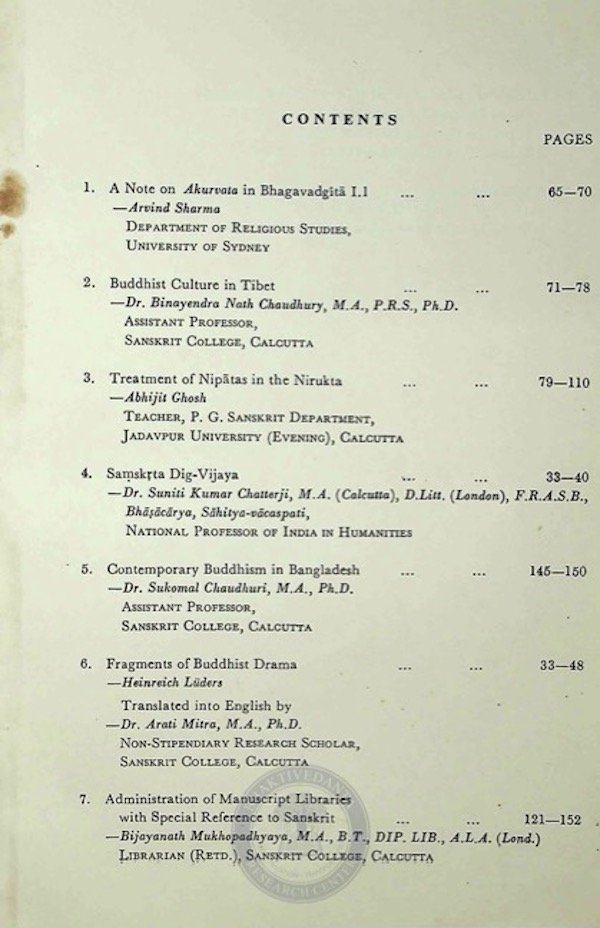 CONTENTS
PAGES
1. A Note on Akurvata in Bhagavadgītā I.1 ... ... 65—70
—Arvind Sharma
DEPARTMENT OF RELIGIOUS STUDIES,
UNIVERSITY OF SYDNEY
2. Buddhist Culture in Tibet ... ... 71—78
—Dr. Binayendra Nath Chaudhury, M.A., P.R.S., Ph.D.
ASSISTANT PROFESSOR,
SANSKRIT COLLEGE, CALCUTTA
3. Treatment of Nipātas in the Nirukta ... ... 79—110
—Abhijit Ghosh
TEACHER, P. G. SANSKRIT DEPARTMENT,
JADAVPUR UNIVERSITY (EVENING), CALCUTTA
4. Saṃskṛta Dig-Vijaya ... ... 33—40
—Dr. Suniti Kumar Chatterji, M.A. (Calcutta), D.Litt. (London), F.R.A.S.B.,
Bhāṣācārya, Sāhitya-vācaspati,
NATIONAL PROFESSOR OF INDIA IN HUMANITIES
5. Contemporary Buddhism in Bangladesh ... ... 145—150
—Dr. Sukomal Chaudhuri, M.A., Ph.D.
ASSISTANT PROFESSOR,
SANSKRIT COLLEGE, CALCUTTA
6. Fragments of Buddhist Drama ... ... 33—48
—Heinreich Lüders
Translated into English by
—Dr. Arati Mitra, M.A., Ph.D.
NON-STIPENDIARY RESEARCH SCHOLAR,
SANSKRIT COLLEGE, CALCUTTA
7. Administration of Manuscript Libraries
with Special Reference to Sanskrit ... ... 121—152
—Bijayanath Mukhopadhyaya, M.A., B.T., DIP. LIB., A.L.A. (Lond.)
LIBRARIAN (RETD.), SANSKRIT COLLEGE, CALCUTTA
RESEARCH CENTRE